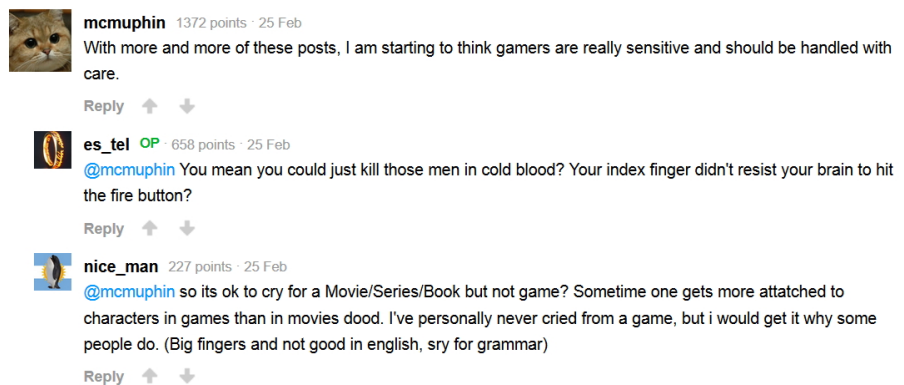 mcmuphin 1372 points · 25 Feb
With more and more of these posts, I am starting to think gamers are really sensitive and should be handled with
care.
Reply
es_tel OP · 658 points · 25 Feb
@mcmuphin You mean you could just kill those men in cold blood? Your index finger didn't resist your brain to hit
the fire button?
Reply
nice_man 227 points · 25 Feb
@mcmuphin so its ok to cry for a Movie/Series/Book but not game? Sometime one gets more attatched to
characters in games than in movies dood. I've personally never cried from a game, but i would get it why some
people do. (Big fingers and not good in english, sry for grammar)
Reply